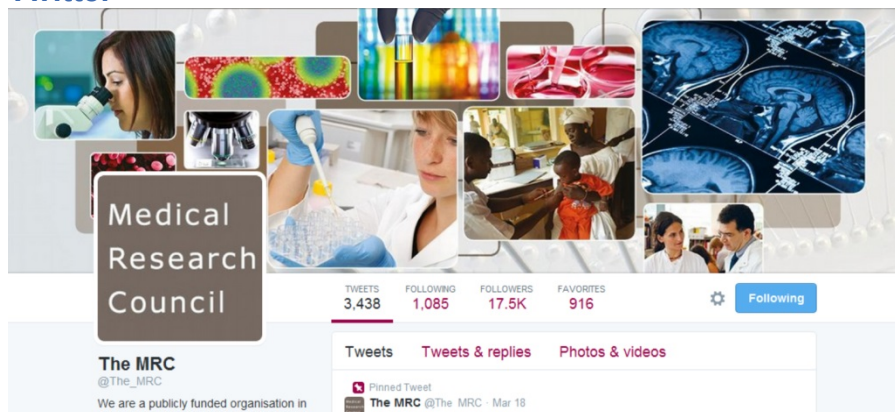 Medical
Research
Council
TWEETS FOLLOWING FOLLOWERS FAVORITES
3,438 1,085 17.5K 916
Following
The MRC
@The_MRC
We are a publicly funded organisation in
Tweets Tweets & replies Photos & videos
Pinned Tweet
The MRC @The_MRC · Mar 18